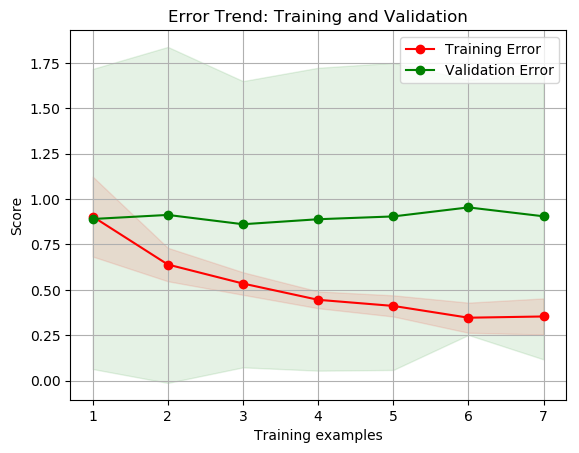 Error Trend: Training and Validation
Training Error
Validation Error
1.75
1.50
1.25
1.00
0.75
0.50
0.25
0.00
Score
1 2 3 4 5 6 7
Training examples